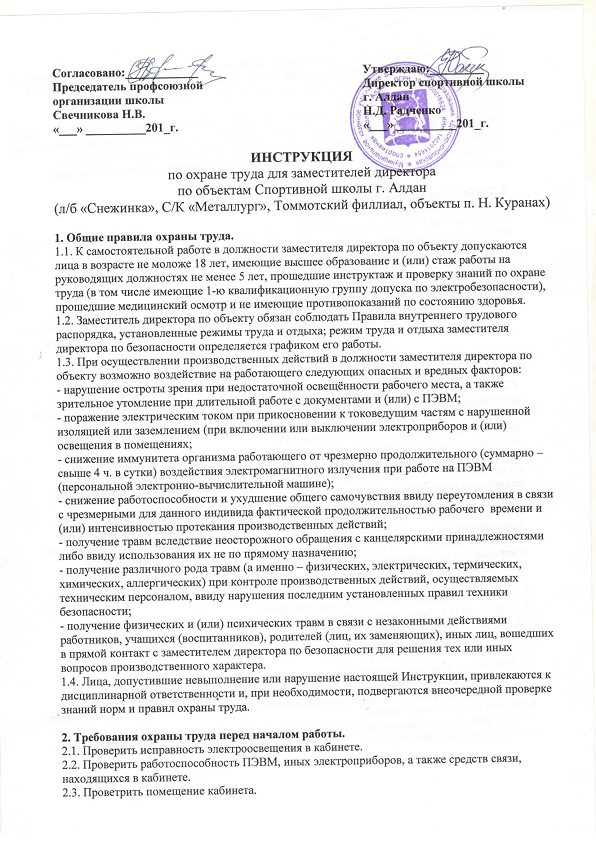 Согласовано:
Председатель профсоюзной
организации школы
Свечникова Н.В.
«___» __________201_г.
Утверждаю:
Директор спортивной школы
г. Алдан
Н.Д. Радченко
«___» __________201_г.
ИНСТРУКЦИЯ
по охране труда для заместителей директора
по объектам Спортивной школы г. Алдан
(л/б «Снежинка», С/К «Металлург», Томмотский филлиал, объекты п. Н. Куранах)
1. Общие правила охраны труда.
1.1. К самостоятельной работе в должности заместителя директора по объекту допускаются
лица в возрасте не моложе 18 лет, имеющие высшее образование и (или) стаж работы на
руководящих должностях не менее 5 лет, прошедшие инструктаж и проверку знаний по охране
труда (в том числе имеющие 1-ю квалификационную группу допуска по электробезопасности),
прошедшие медицинский осмотр и не имеющие противопоказаний по состоянию здоровья.
1.2. Заместитель директора по объекту обязан соблюдать Правила внутреннего трудового
распорядка, установленные режимы труда и отдыха; режим труда и отдыха заместителя
директора по безопасности определяется графиком его работы.
1.3. При осуществлении производственных действий в должности заместителя директора по
объекту возможно воздействие на работающего следующих опасных и вредных факторов:
- нарушение остроты зрения при недостаточной освещённости рабочего места, а также
зрительное утомление при длительной работе с документами и (или) с ПЭВМ;
- поражение электрическим током при прикосновении к токоведущим частям с нарушенной
изоляцией или заземлением (при включении или выключении электроприборов и (или)
освещения в помещениях;
- снижение иммунитета организма работающего от чрезмерно продолжительного (суммарно –
свыше 4 ч. в сутки) воздействия электромагнитного излучения при работе на ПЭВМ
(персональной электронно-вычислительной машине);
- снижение работоспособности и ухудшение общего самочувствия ввиду переутомления в связи
с чрезмерными для данного индивида фактической продолжительностью рабочего времени и
(или) интенсивностью протекания производственных действий;
- получение травм вследствие неосторожного обращения с канцелярскими принадлежностями
либо ввиду использования их не по прямому назначению;
- получение различного рода травм (а именно – физических, электрических, термических,
химических, аллергических) при контроле производственных действий, осуществляемых
техническим персоналом, ввиду нарушения последним установленных правил техники
безопасности;
- получение физических и (или) психических травм в связи с незаконными действиями
работников, учащихся (воспитанников), родителей (лиц, их заменяющих), иных лиц, вошедших
в прямой контакт с заместителем директора по безопасности для решения тех или иных
вопросов производственного характера.
1.4. Лица, допустившие невыполнение или нарушение настоящей Инструкции, привлекаются к
дисциплинарной ответственности и, при необходимости, подвергаются внеочередной проверке
знаний норм и правил охраны труда.
2. Требования охраны труда перед началом работы.
2.1. Проверить исправность электроосвещения в кабинете.
2.2. Проверить работоспособность ПЭВМ, иных электроприборов, а также средств связи,
находящихся в кабинете.
2.3. Проветрить помещение кабинета.